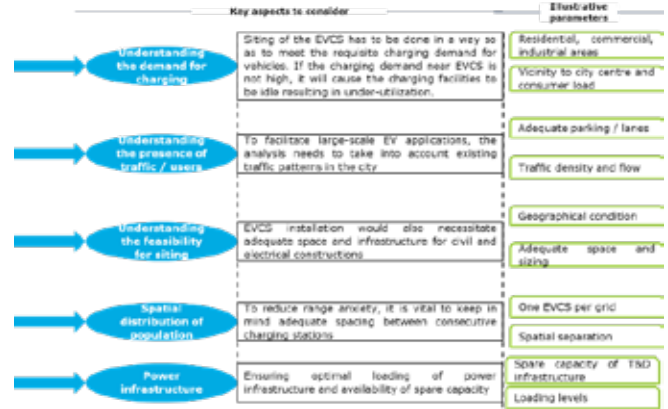 Key aspects to consider
Illustrative
parameters
Understanding
the demand for
charging
Siting of the EVCS has to be done in a way so
as to meet the requisite charging demand for
vehicles. If the charging demand near EVCS is
not high, it will cause the charging facilities to
be idle resulting in under-utilization.
Residential, commercial,
industrial areas
Vicinity to city centre and
consumer load
Understanding
the presence of
traffic / users
To facilitate large-scale EV applications, the
analysis needs to take into account existing
traffic patterns in the city
Adequate parking / lanes
Traffic density and flow
Understanding
the feasibility
for siting
EVCS installation would also necessitate
adequate space and infrastructure for civil and
electrical constructions
Geographical condition
Adequate space and
sizing
Spatial
distribution of
population
To reduce range anxiety, it is vital to keep in
mind adequate spacing between consecutive
charging stations
One EVCS per grid
Spatial separation
Power
infrastructure
Ensuring optimal loading of power
infrastructure and availability of spare capacity
Spare capacity of T&D
infrastructure
Loading levels